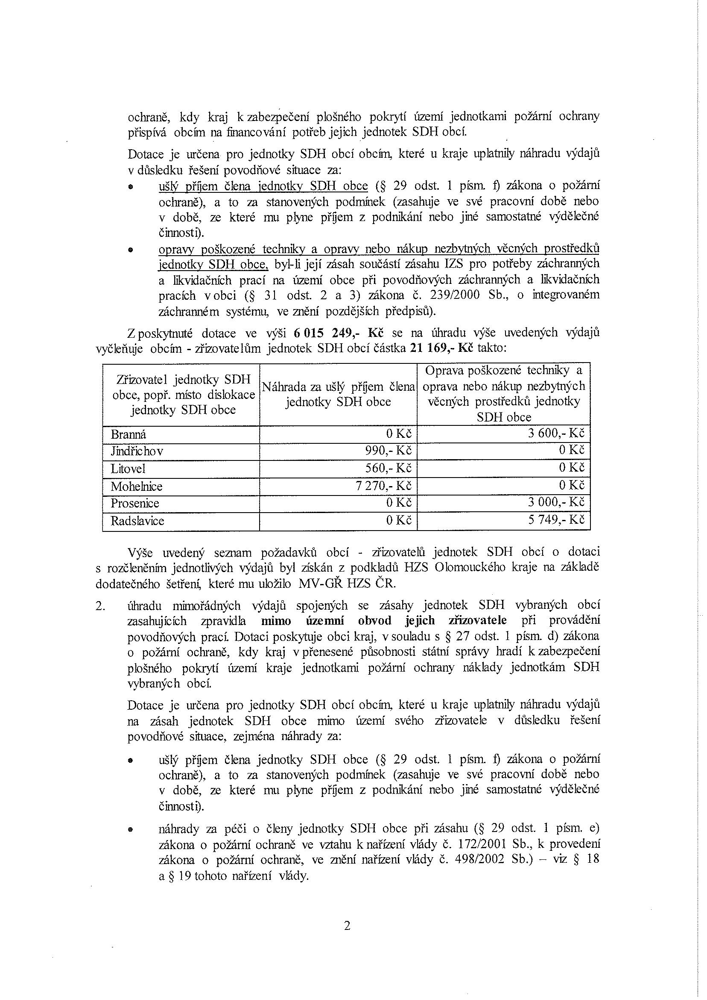 ochraně, kdy kraj k zabezpečení plošného pokrytí území jednotkami požární ochrany
přispívá obcím na financování potřeb jejich jednotek SDH obcí.
Dotace je určena pro jednotky SDH obcí obcím, které u kraje uplatnily náhradu výdajů
v důsledku řešení povodňové situace za:
• ušlý příjem člena jednotky SDH obce (§ 29 odst. 1 písm. f) zákona o požární
ochraně), a to za stanovených podmínek (zasahuje ve své pracovní době nebo
v době, ze které mu plyne příjem z podnikání nebo jiné samostatné výdělečné
činnosti).
• opravy poškozené techniky a opravy nebo nákup nezbytných věcných prostředků
jednotky SDH obce, byl-li její zásah součástí zásahu IZS pro potřeby záchranných
a likvidačních prací na území obce při povodňových záchranných a likvidačních
pracích v obci (§ 31 odst. 2 a 3) zákona č. 239/2000 Sb., o integrovaném
záchranném systému, ve znění pozdějších předpisů).
Z poskytnuté dotace ve výši 6 015 249,- Kč se na úhradu výše uvedených výdajů
vyčleňuje obcím - zřizovatelům jednotek SDH obcí částka 21 169,- Kč takto:
Zřizovatel jednotky SDH
obce, popř. místo dislokace
jednotky SDH obce
Náhrada za ušlý příjem člena
jednotky SDH obce
Oprava poškozené techniky a
oprava nebo nákup nezbytných
věcných prostředků jednotky
SDH obce
Branná 0 Kč 3 600,- Kč
Jindřichov 990,- Kč 0 Kč
Litovel 560,- Kč 0 Kč
Mohelnice 7 270,- Kč 0 Kč
Prosenice 0 Kč 3 000,- Kč
Radslavice 0 Kč 5 749,- Kč
Výše uvedený seznam požadavků obcí - zřizovatelů jednotek SDH obcí o dotaci
s rozčleněním jednotlivých výdajů byl získán z podkladů HZS Olomouckého kraje na základě
dodatečného šetření, které mu uložilo MV-GŘ HZS ČR.
2. úhradu mimořádných výdajů spojených se zásahy jednotek SDH vybraných obcí
zasahujících zpravidla mimo územní obvod jejich zřizovatele při provádění
povodňových prací. Dotaci poskytuje obci kraj, v souladu s § 27 odst. 1 písm. d) zákona
o požární ochraně, kdy kraj v přenesené působnosti státní správy hradí k zabezpečení
plošného pokrytí území kraje jednotkami požární ochrany náklady jednotkám SDH
vybraných obcí.
Dotace je určena pro jednotky SDH obcí obcím, které u kraje uplatnily náhradu výdajů
na zásah jednotek SDH obce mimo území svého zřizovatele v důsledku řešení
povodňové situace, zejména náhrady za:
• ušlý příjem člena jednotky SDH obce (§ 29 odst. 1 písm. f) zákona o požární
ochraně), a to za stanovených podmínek (zasahuje ve své pracovní době nebo
v době, ze které mu plyne příjem z podnikání nebo jiné samostatné výdělečné
činnosti).
• náhrady za péči o členy jednotky SDH obce při zásahu (§ 29 odst. 1 písm. e)
zákona o požární ochraně ve vztahu k nařízení vlády č. 172/2001 Sb., k provedení
zákona o požární ochraně, ve znění nařízení vlády č. 498/2002 Sb.) – viz § 18
a § 19 tohoto nařízení vlády.
2